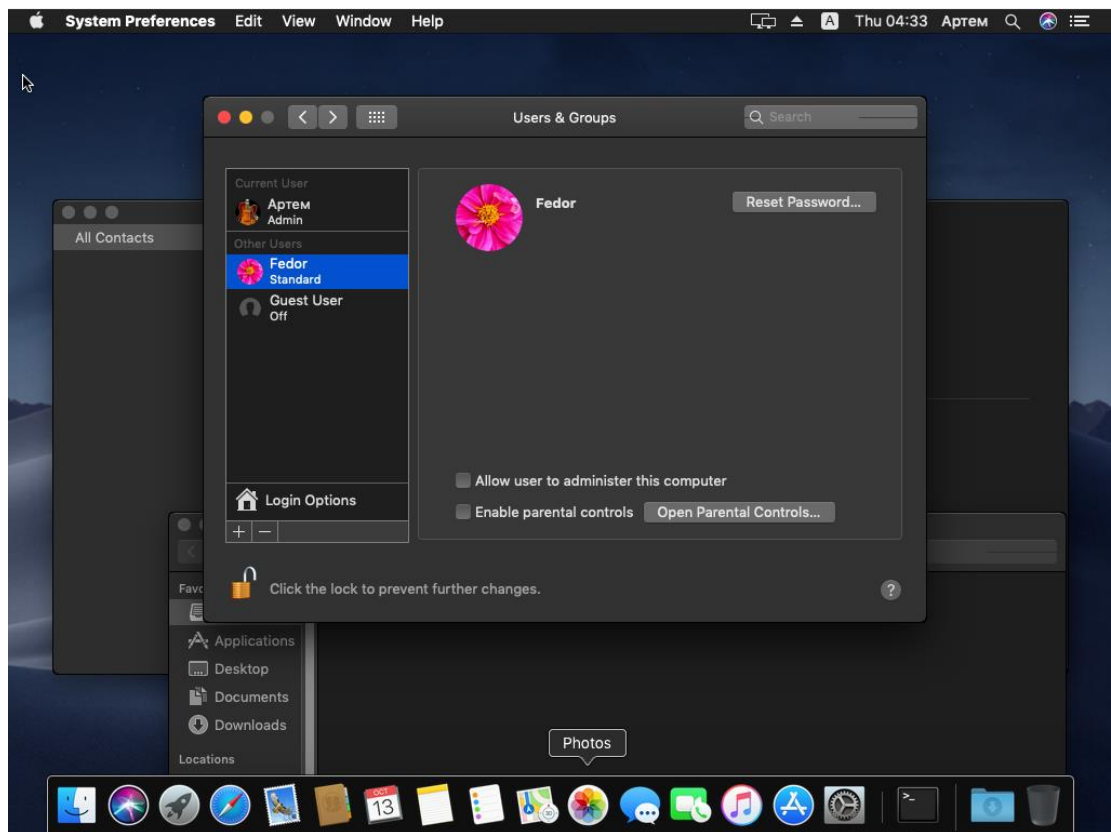 System Preferences Edit View Window Help A Thu 04:33 Артем
Users & Groups
Search
Current User
Артем
Admin
Other Users
Fedor
Standard
Guest User
Off
Login Options
+ −
Fedor
Reset Password...
Allow user to administer this computer
Enable parental controls
Open Parental Controls...
Click the lock to prevent further changes.
?
All Contacts
Applications
Desktop
Documents
Downloads
Locations
Photos
OCT
13